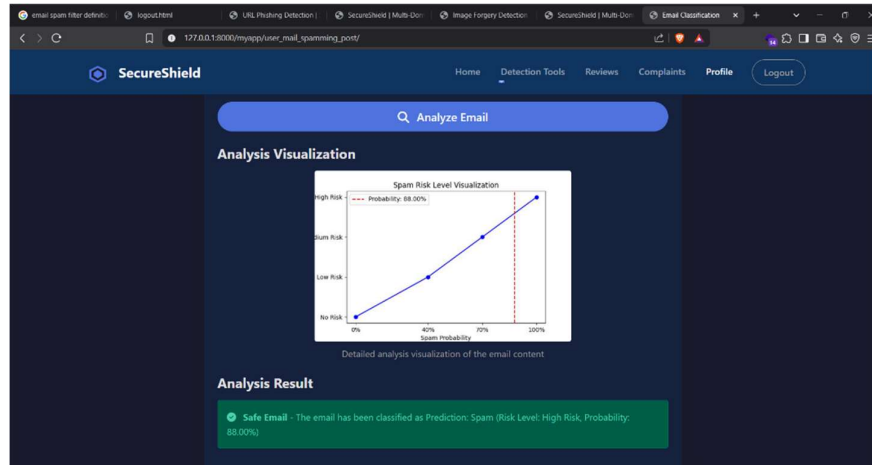 email spam filter definitio
logout.html
URL Phishing Detection |
SecureShield | Multi-Dom
Image Forgery Detection
SecureShield | Multi-Dom
Email Classification
127.0.0.1:8000/myapp/user_mail_spamming_post/
14
SecureShield
Home
Detection Tools
Reviews
Complaints
Profile
Logout
Analyze Email
Analysis Visualization
Spam Risk Level Visualization
High Risk
Probability: 88.00%
dium Risk
Low Risk
No Risk
0%
40%
70%
100%
Spam Probability
Detailed analysis visualization of the email content
Analysis Result
Safe Email - The email has been classified as Prediction: Spam (Risk Level: High Risk, Probability:
88.00%)